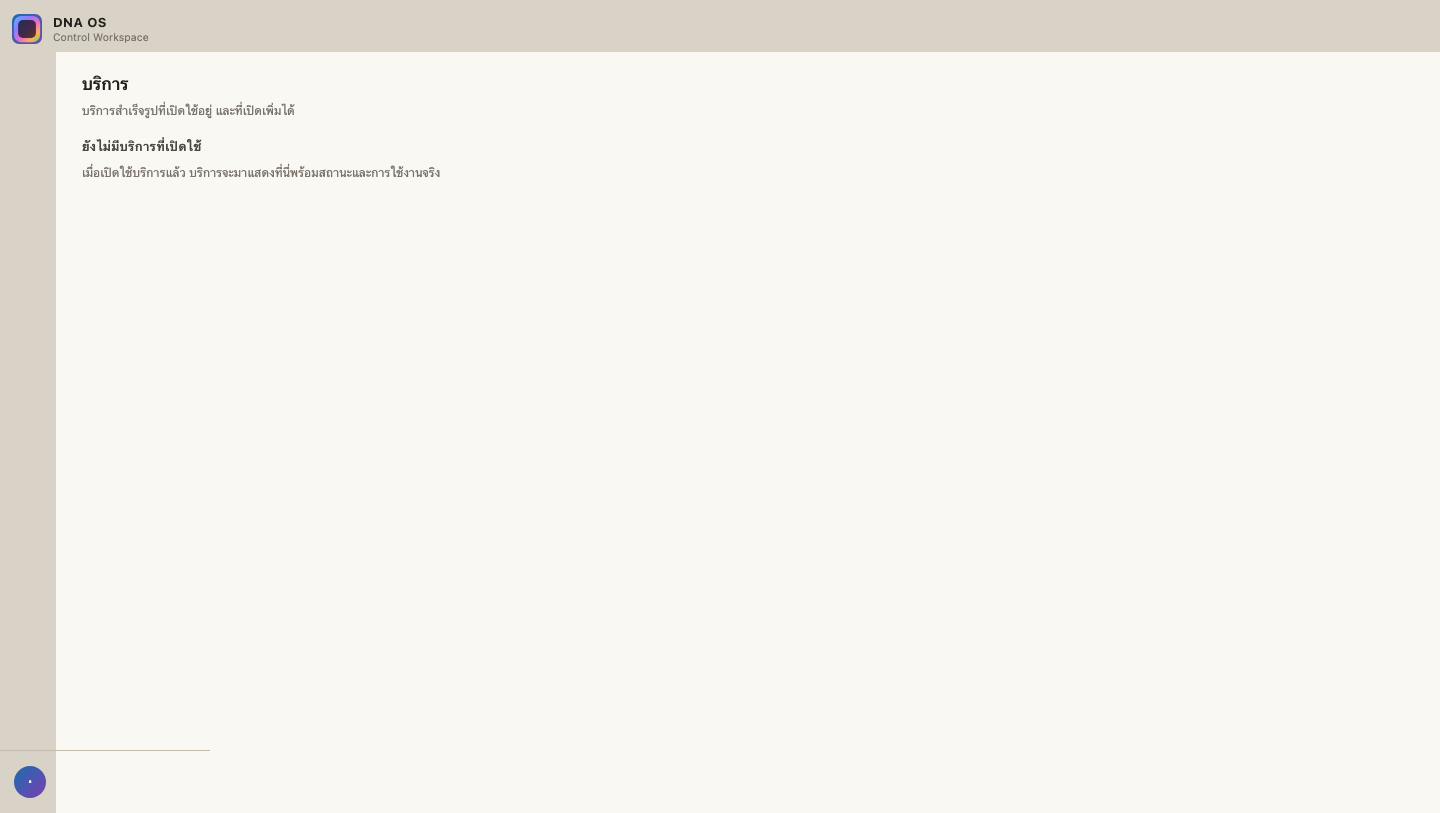 DNA OS
Control Workspace
บริการ
บริการสำเร็จรูปที่เปิดใช้อยู่ และที่เปิดเพิ่มได้
ยังไม่มีบริการที่เปิดใช้
เมื่อเปิดใช้บริการแล้ว บริการจะมาแสดงที่นี่พร้อมสถานะและการใช้งานจริง